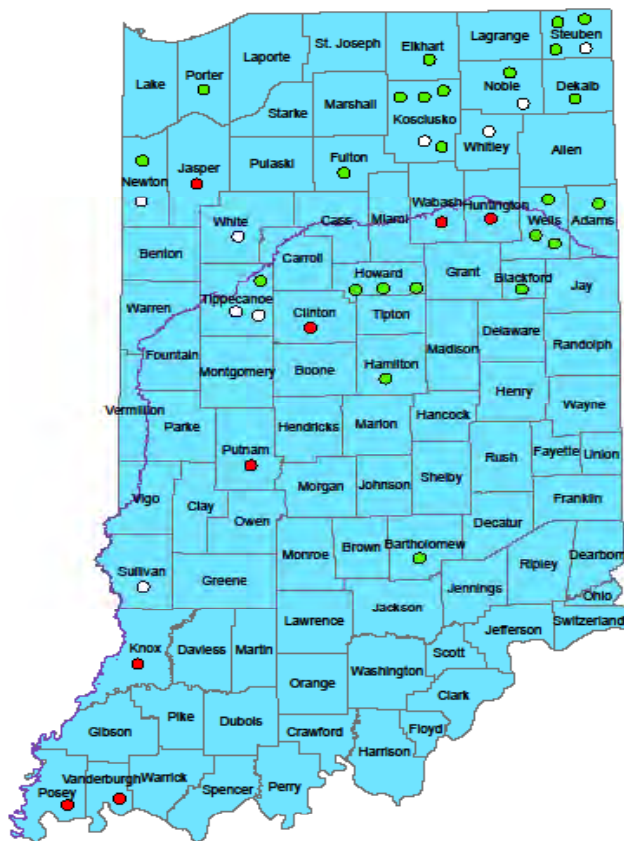 St. Joseph
Lagrange
Steuben
Elkhart
Laporte
Porter
Lake
Noble
Dekalb
Marshall
Starke
Kosciusko
Whitley
Allen
Pulaski
Fulton
Jasper
Newton
Wabash
Huntington
White
Cass
Miami
Wells
Adams
Benton
Carroll
Howard
Grant
Blackford
Jay
Warren
Tippecanoe
Clinton
Tipton
Delaware
Randolph
Fountain
Madison
Montgomery
Boone
Hamilton
Henry
Vermillion
Parke
Hendricks
Marion
Hancock
Wayne
Putnam
Rush
Fayette
Union
Morgan
Johnson
Shelby
Vigo
Clay
Owen
Franklin
Decatur
Monroe
Brown
Bartholomew
Dearborn
Ripley
Sullivan
Greene
Jennings
Ohio
Lawrence
Jackson
Switzerland
Jefferson
Knox
Daviess
Martin
Scott
Washington
Orange
Clark
Pike
Dubois
Gibson
Crawford
Floyd
Harrison
Vanderburgh
Warrick
Perry
Spencer
Posey